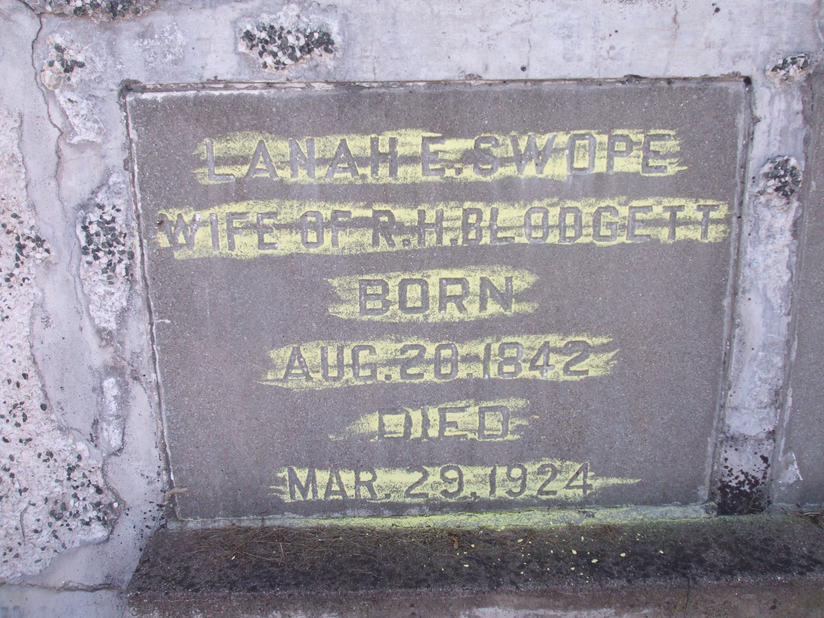 LANAH E. SWOPE
WIFE OF R.H. BLODGETT
BORN
AUG. 20 1842
DIED
MAR. 29, 1924